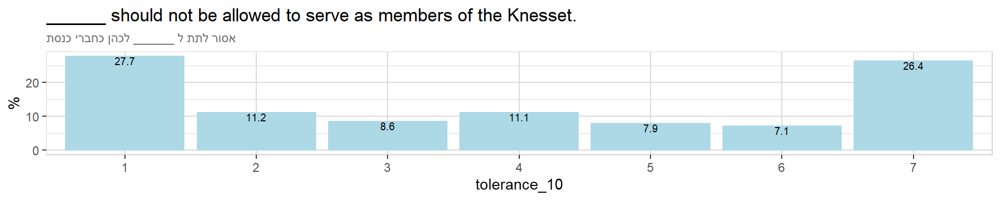 ______ should not be allowed to serve as members of the Knesset.
אסור לתת ל ______ לכהן כחברי כנסת
27.7
11.2
8.6
11.1
7.9
7.1
26.4
20
10
0
%
1 2 3 4 5 6 7
tolerance_10